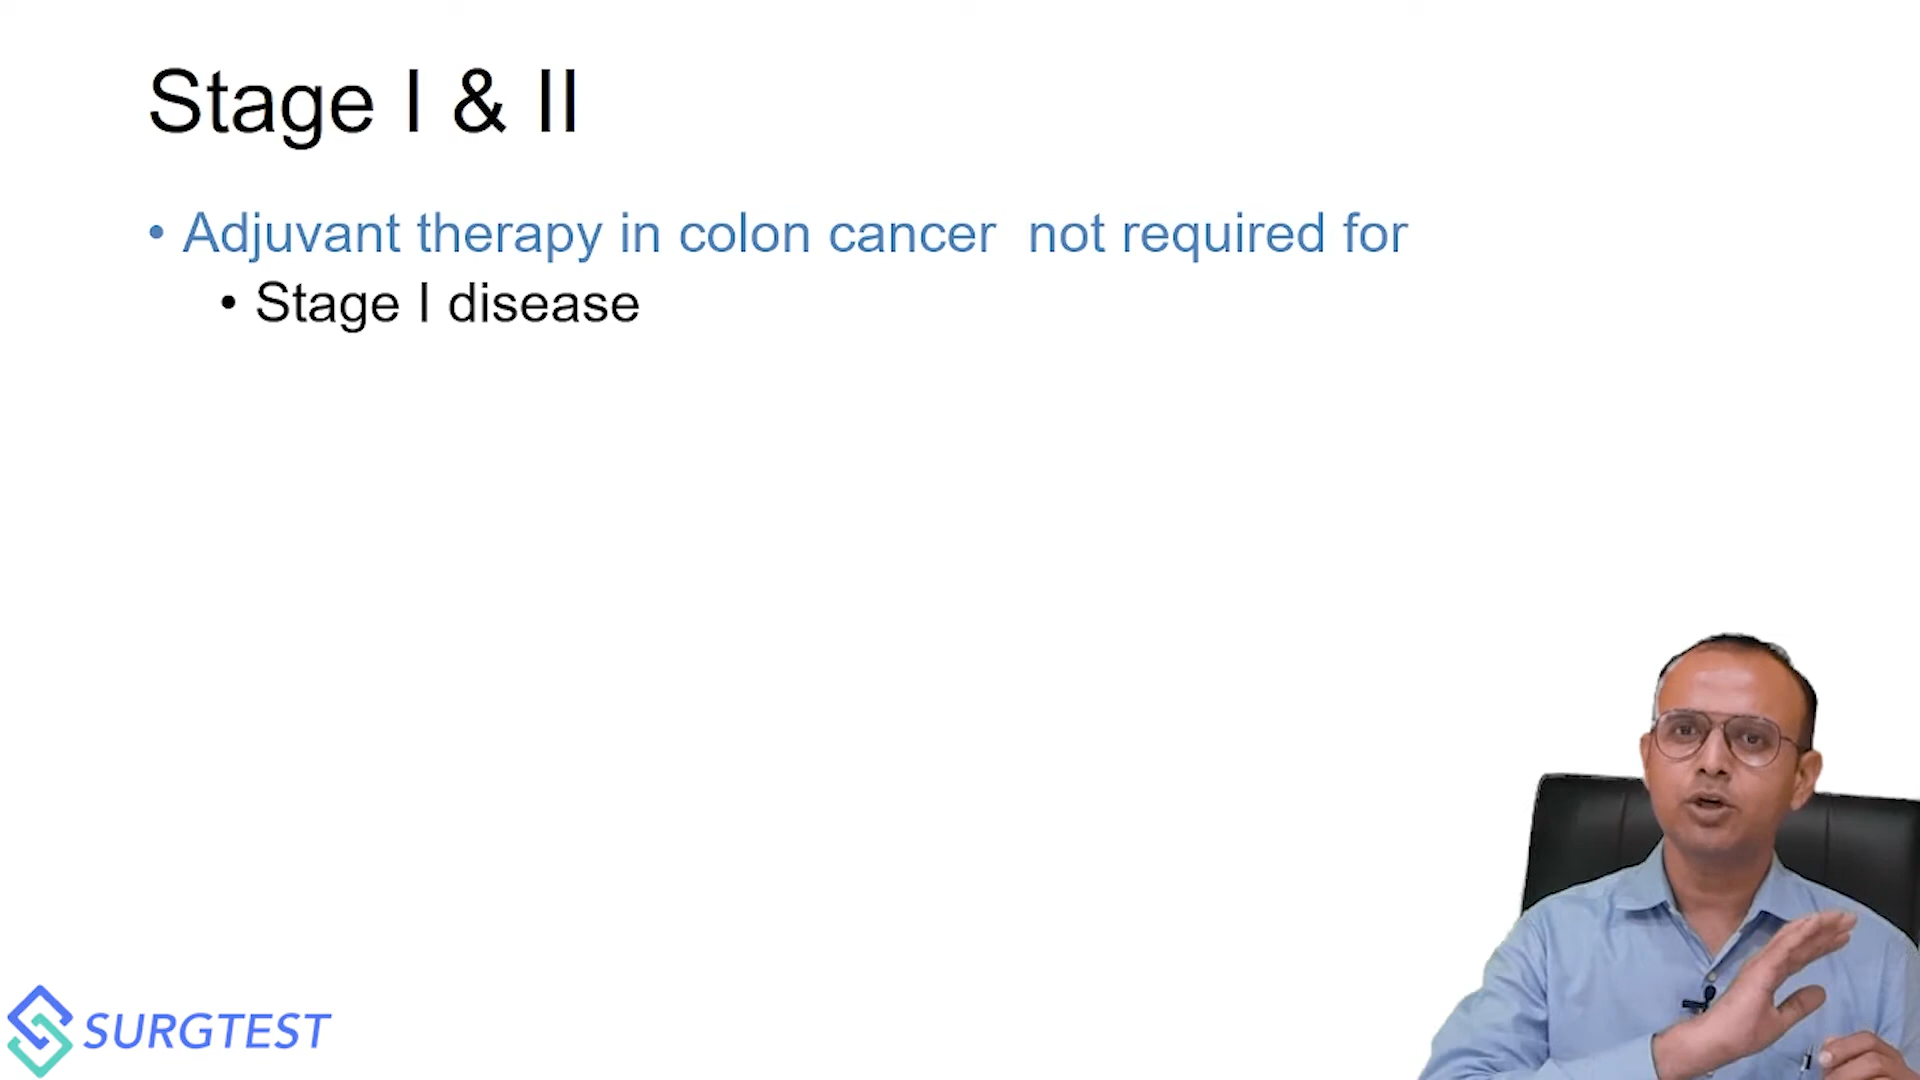 Stage I & II
• Adjuvant therapy in colon cancer  not required for
• Stage I disease
SURGTEST